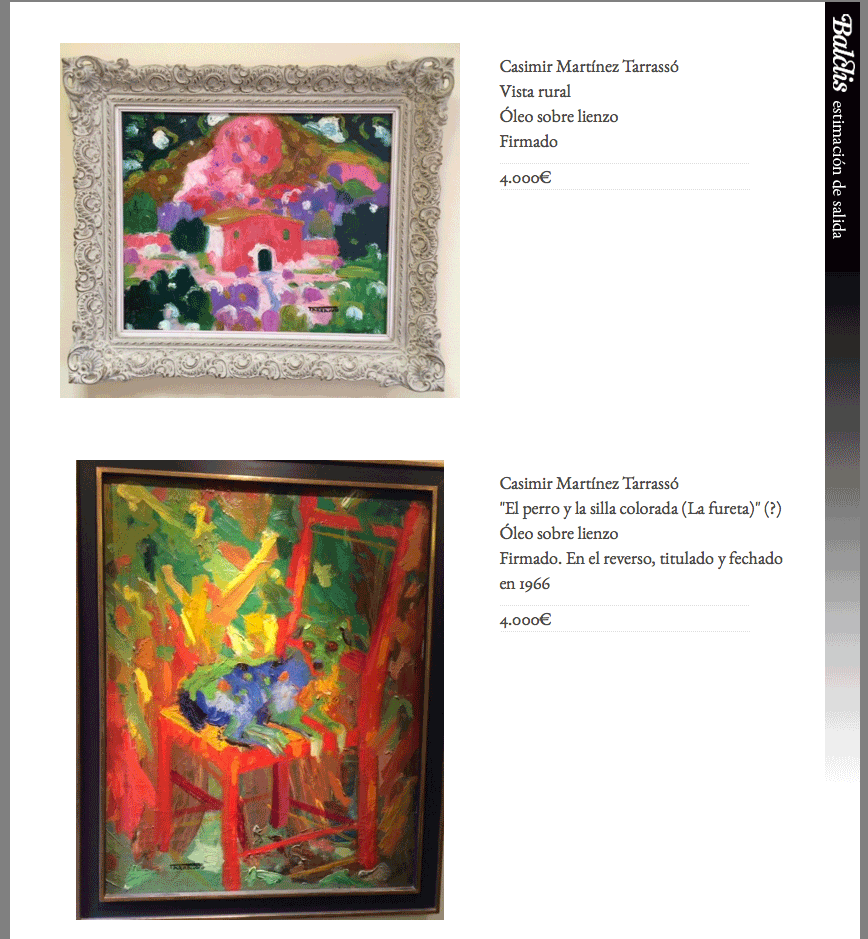 Casimir Martínez Tarrassó
Vista rural
Óleo sobre lienzo
Firmado
4.000€
Casimir Martínez Tarrassó
"El perro y la silla colorada (La fureta)" (?)
Óleo sobre lienzo
Firmado. En el reverso, titulado y fechado
en 1966
4.000€
Balclis estimación de salida